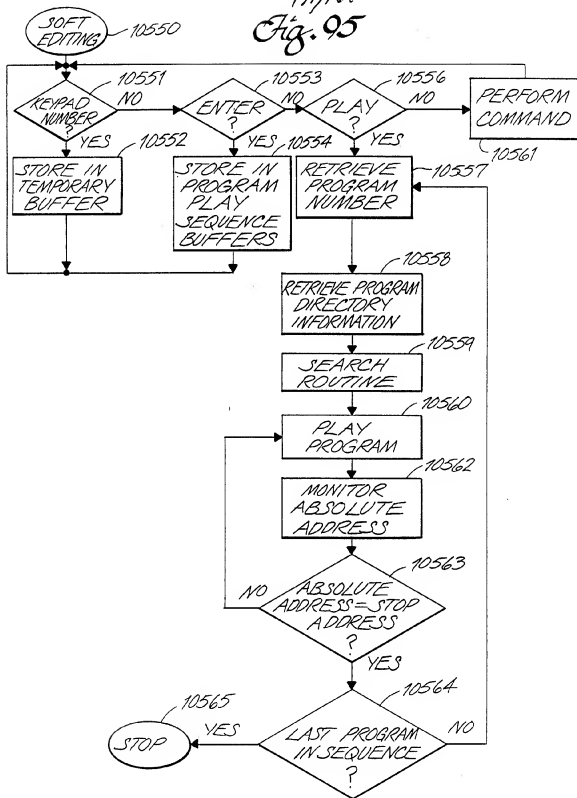 Fig. 95
SOFT
EDITING
10550
10551
KEYPAD
NUMBER
?
NO
YES
10552
STORE IN
TEMPORARY
BUFFER
10553
ENTER
?
NO
YES
10554
STORE IN
PROGRAM
PLAY
SEQUENCE
BUFFERS
10556
PLAY
?
NO
YES
PERFORM
COMMAND
10561
10557
RETRIEVE
PROGRAM
NUMBER
10558
RETRIEVE PROGRAM
DIRECTORY
INFORMATION
10559
SEARCH
ROUTINE
10560
PLAY
PROGRAM
10562
MONITOR
ABSOLUTE
ADDRESS
10563
NO
ABSOLUTE
ADDRESS=STOP
ADDRESS
?
YES
10564
10565
STOP
YES
LAST PROGRAM
IN SEQUENCE
?
NO